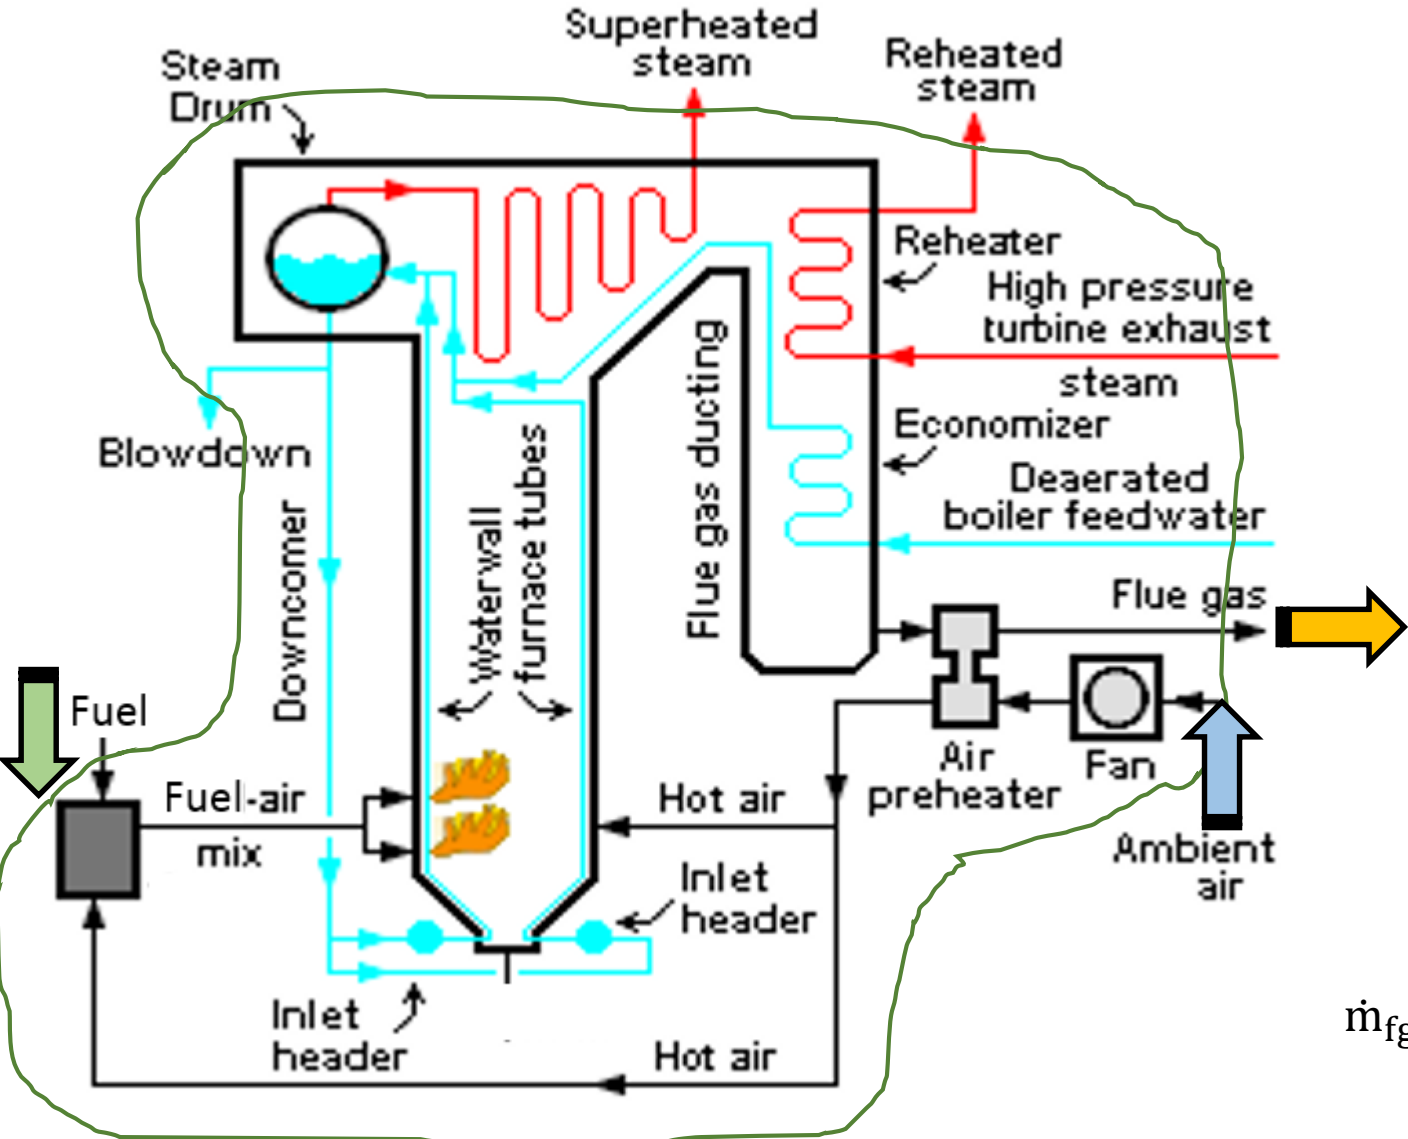 Superheated
steam
Reheated
steam
Steam
Drum
Reheater
High pressure
turbine exhaust
steam
Economizer
Deaerated
boiler feedwater
Flue gas ducting
Waterwall
furnace tubes
Blowdown
Downcomer
Flue gas
Fuel
Fuel-air
mix
Hot air
Air
preheater
Fan
Ambient
air
Inlet
header
Inlet
header
Hot air
ṁfg